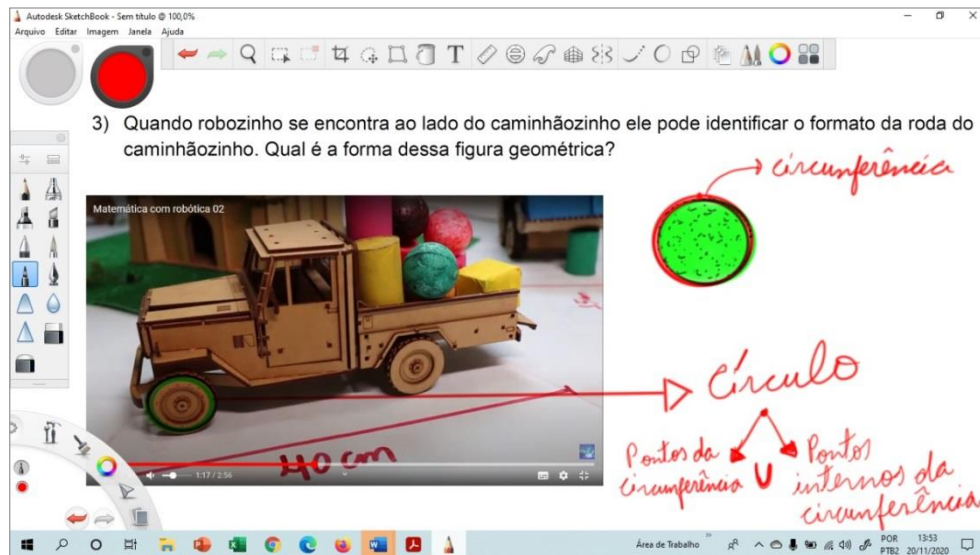 Autodesk SketchBook - Sem título @ 100,0%
Arquivo Editar Imagem Janela Ajuda
3) Quando robozinho se encontra ao lado do caminhãozinho ele pode identificar o formato da roda do
caminhãozinho. Qual é a forma dessa figura geométrica?
circunferência
Matemática com robótica 02
Círculo
Pontos da
circunferência
U
Pontos
internos da
circunferência
40 cm
1:17 / 2:56
Área de Trabalho
POR
PTB2
13:53
20/11/2020